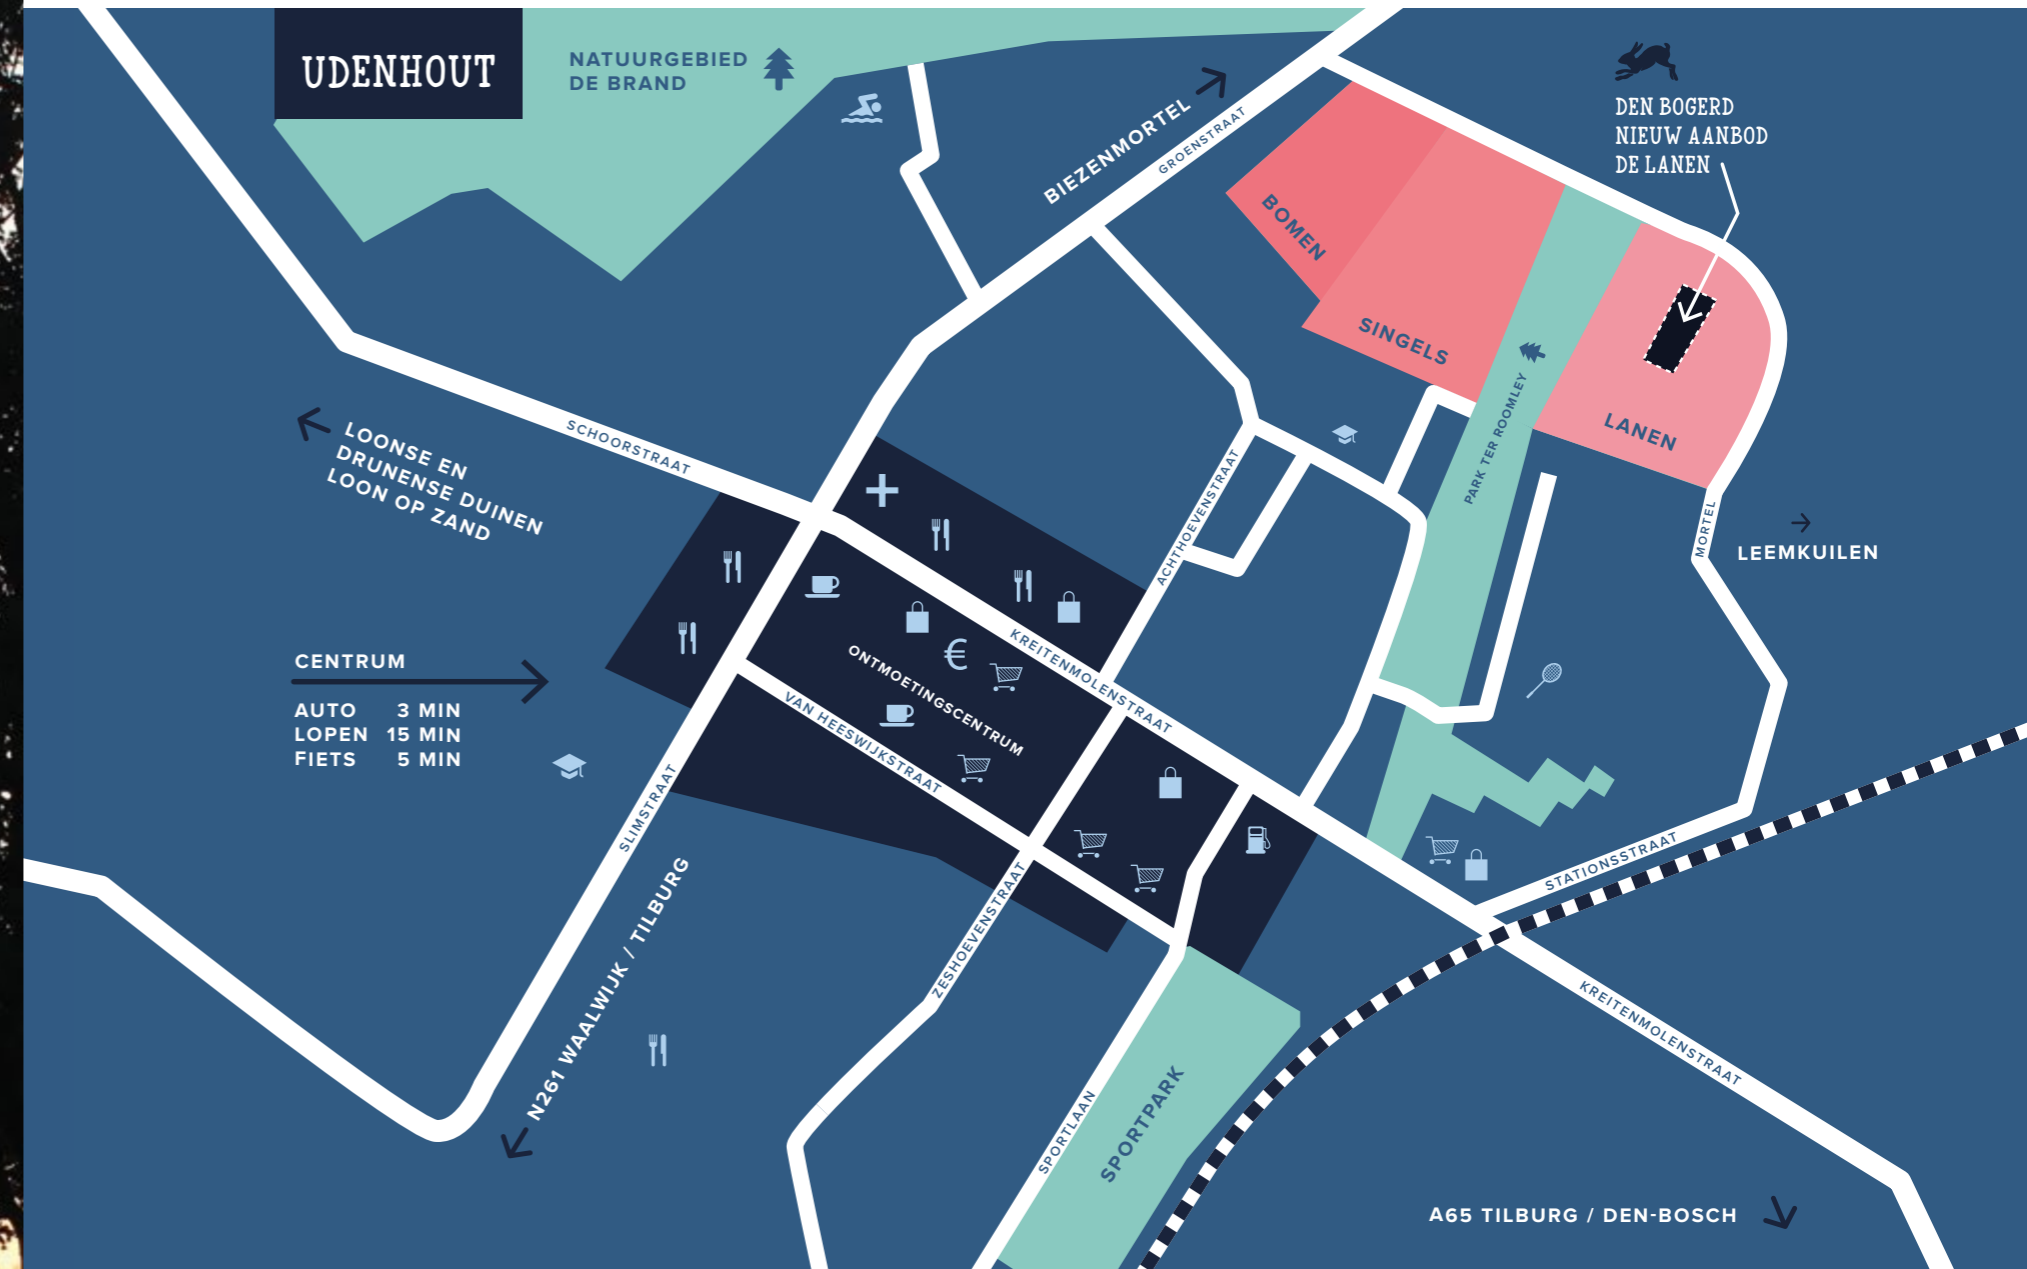 UDENHOUT
NATUURGEBIED
DE BRAND
BIEZENMORTEL
GROENSTRAAT
DEN BOGERD
NIEUW AANBOD
DE LANEN
BOMEN
SINGELS
LANEN
PARK TER ROOMLEY
MORTEL
LEEMKUILEN
LOONSE EN
DRUNENSE DUINEN
LOON OP ZAND
SCHOORSTRAAT
ACHTHOEVENSTRAAT
KREITENMOLENSTRAAT
ONTMOETINGSCENTRUM
€
VAN HEESWIJKSTRAAT
CENTRUM
AUTO 3 MIN
LOPEN 15 MIN
FIETS 5 MIN
SLIMSTRAAT
N261 WAALWIJK / TILBURG
ZESHOEVENSTRAAT
STATIONSSTRAAT
KREITENMOLENSTRAAT
SPORTLAAN
SPORTPARK
A65 TILBURG / DEN-BOSCH